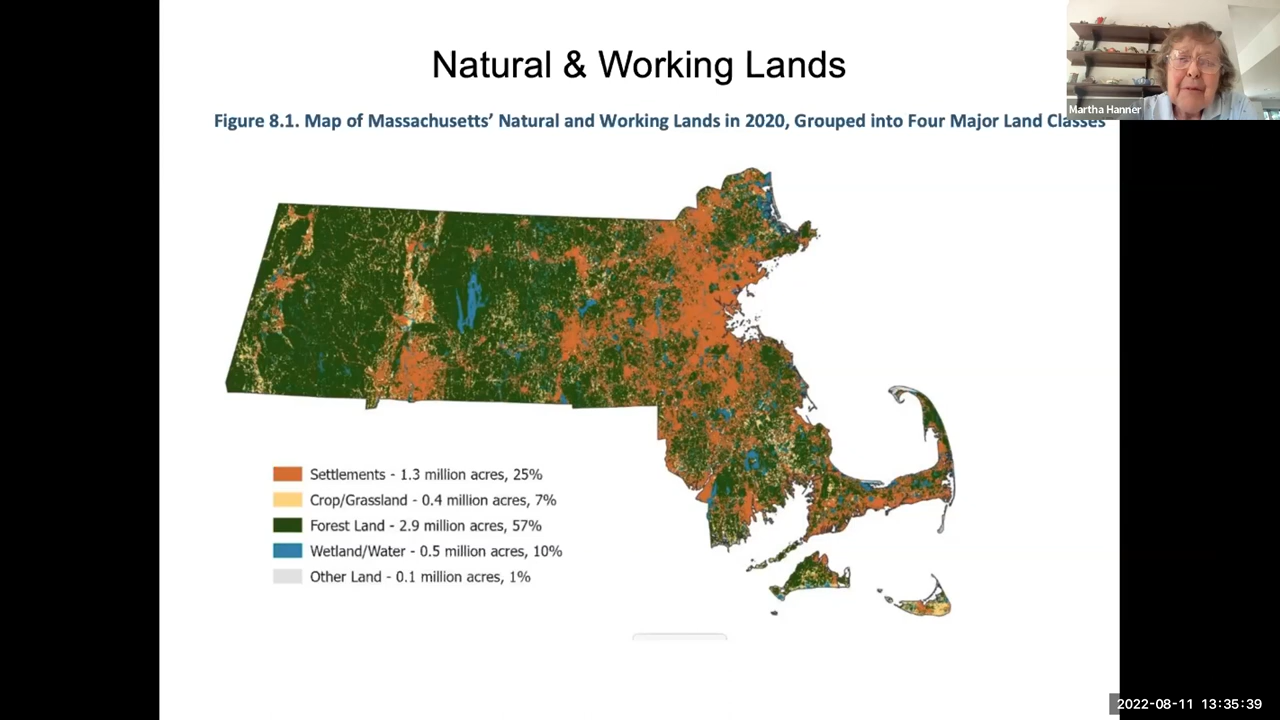 Natural & Working Lands
Martha Hanner
Figure 8.1. Map of Massachusetts’ Natural and Working Lands in 2020, Grouped into Four Major Land Classes
Settlements - 1.3 million acres, 25%
Crop/Grassland - 0.4 million acres, 7%
Forest Land - 2.9 million acres, 57%
Wetland/Water - 0.5 million acres, 10%
Other Land - 0.1 million acres, 1%
2022-08-11 13:35:39